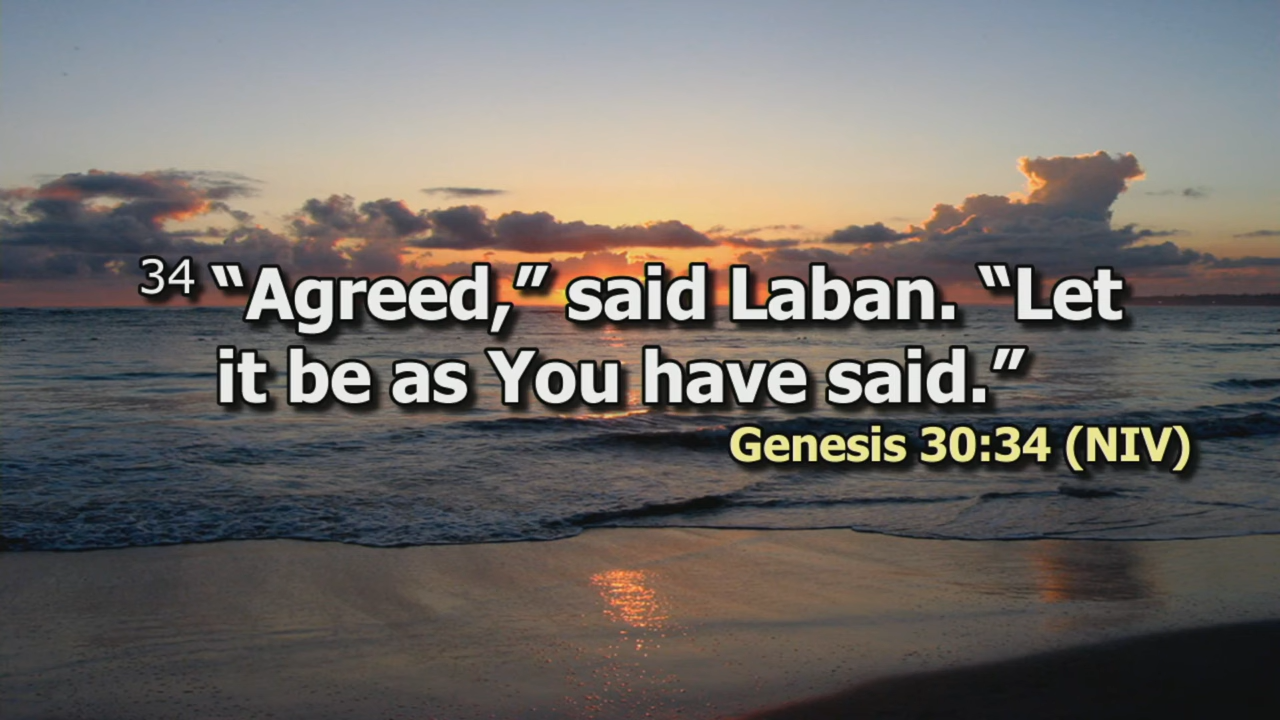 34 “Agreed,” said Laban. “Let
it be as You have said.”
Genesis 30:34 (NIV)